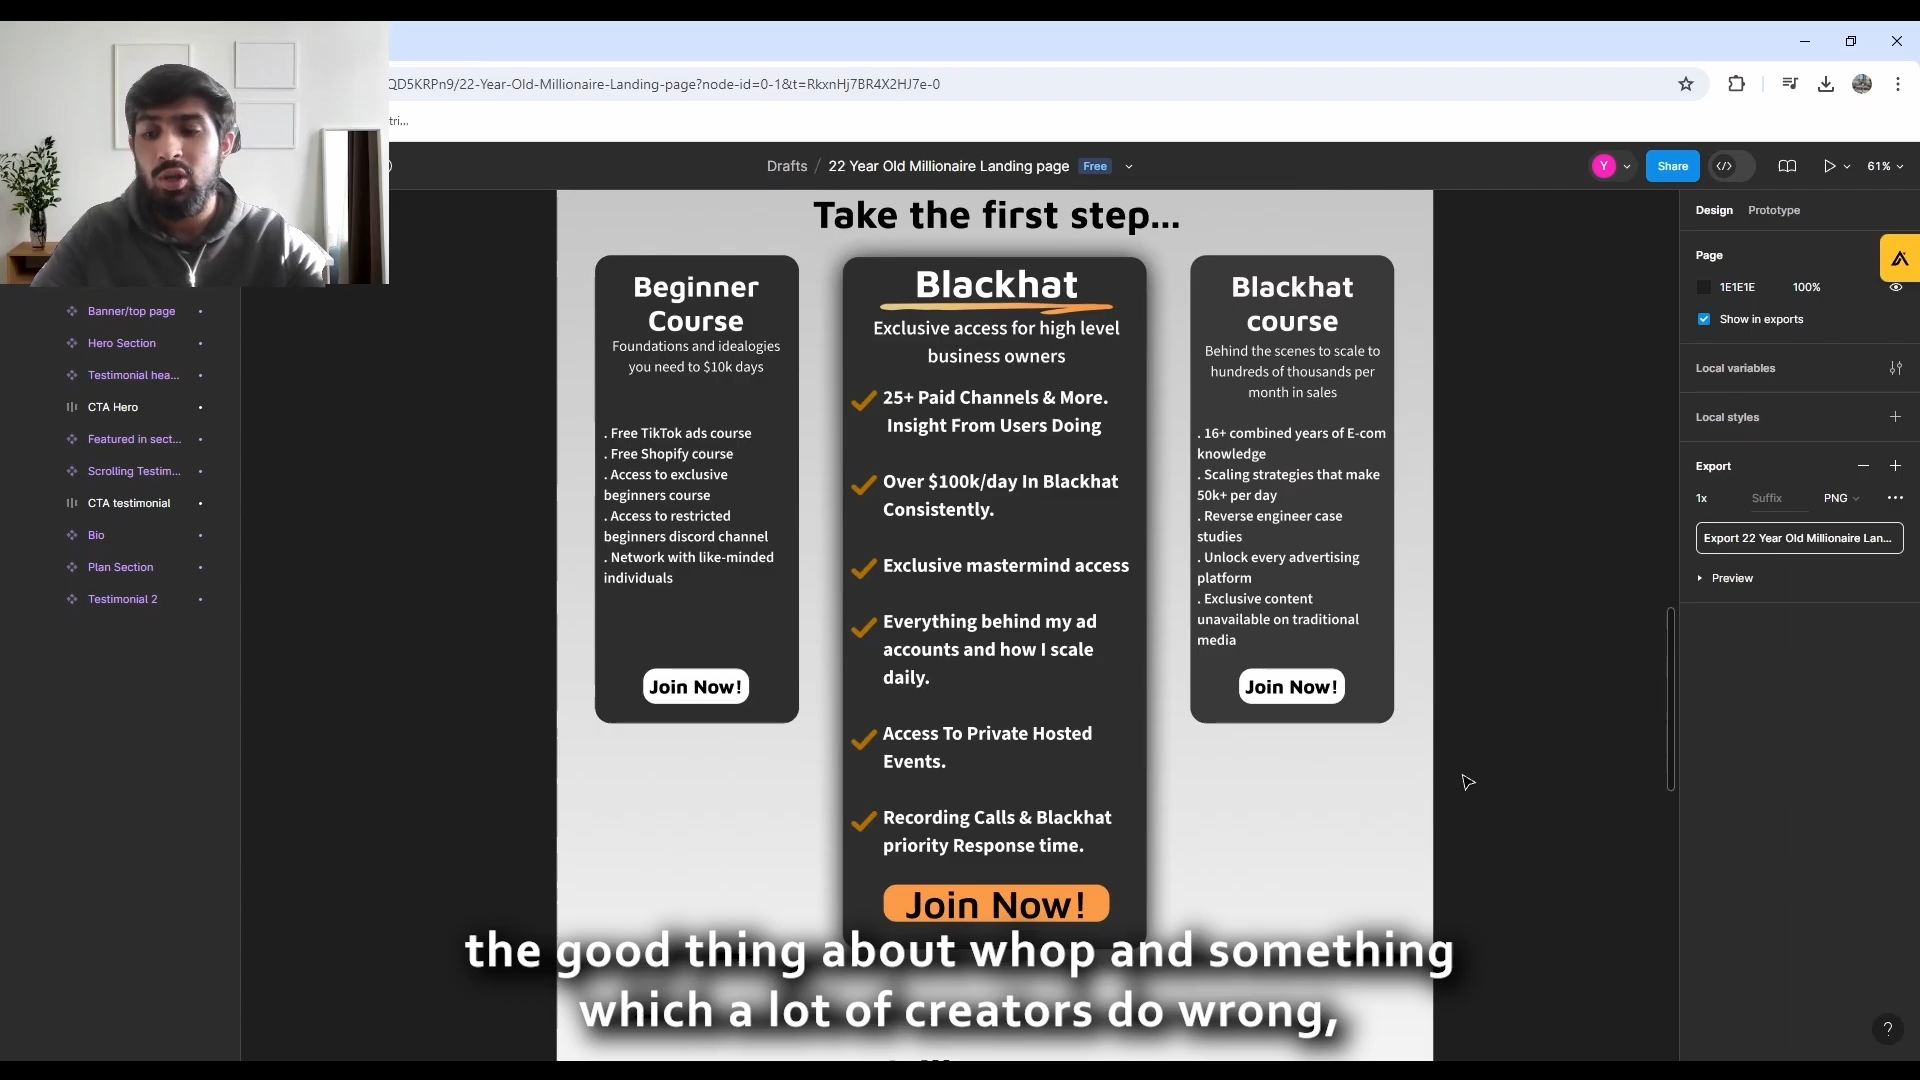 QD5KRPn9/22-Year-Old-Millionaire-Landing-page?node-id=0-1&t=RkxnHj7BR4X2HJ7e-0
tri...
Drafts / 22 Year Old Millionaire Landing page Free
Y
Share
61%
Banner/top page
Hero Section
Testimonial hea...
CTA Hero
Featured in sect...
Scrolling Testim...
CTA testimonial
Bio
Plan Section
Testimonial 2
Take the first step...
Beginner
Course
Foundations and idealogies
you need to $10k days
. Free TikTok ads course
. Free Shopify course
. Access to exclusive
beginners course
. Access to restricted
beginners discord channel
. Network with like-minded
individuals
Join Now!
Blackhat
Exclusive access for high level
business owners
25+ Paid Channels & More.
Insight From Users Doing
Over $100k/day In Blackhat
Consistently.
Exclusive mastermind access
Everything behind my ad
accounts and how I scale
daily.
Access To Private Hosted
Events.
Recording Calls & Blackhat
priority Response time.
Join Now!
Blackhat
course
Behind the scenes to scale to
hundreds of thousands per
month in sales
. 16+ combined years of E-com
knowledge
. Scaling strategies that make
50k+ per day
. Reverse engineer case
studies
. Unlock every advertising
platform
. Exclusive content
unavailable on traditional
media
Join Now!
Design Prototype
Page
1E1E1E 100%
Show in exports
Local variables
Local styles
Export
1x Suffix PNG
Export 22 Year Old Millionaire Lan...
Preview
?
the good thing about whop and something
which a lot of creators do wrong,